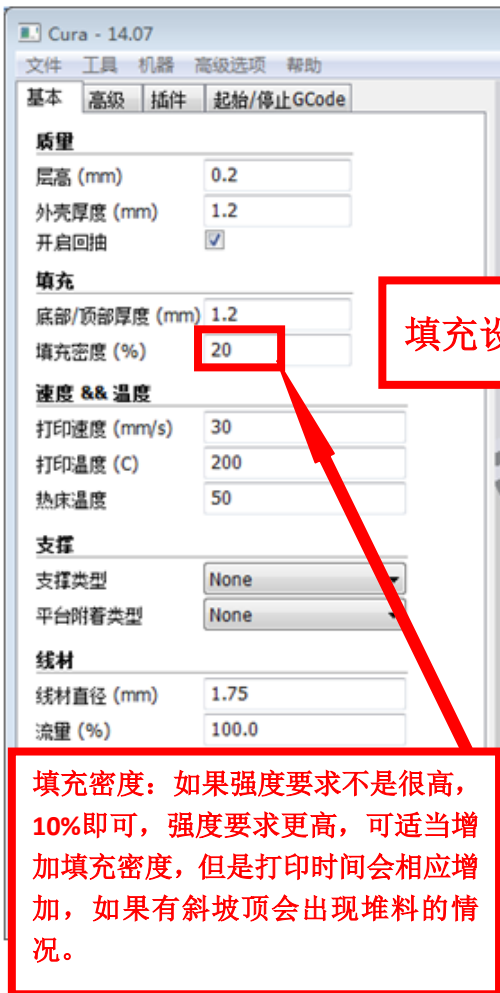 Cura - 14.07
文件 工具 机器 高级选项 帮助
基本 高级 插件 起始/停止GCode
质量
层高 (mm) 0.2
外壳厚度 (mm) 1.2
开启回抽
填充
底部/顶部厚度 (mm) 1.2
填充密度 (%) 20
填充设
速度 && 温度
打印速度 (mm/s) 30
打印温度 (C) 200
热床温度 50
支撑
支撑类型 None
平台附着类型 None
线材
线材直径 (mm) 1.75
流量 (%) 100.0
填充密度：如果强度要求不是很高，
10%即可，强度要求更高，可适当增
加填充密度，但是打印时间会相应增
加，如果有斜坡顶会出现堆料的情
况。